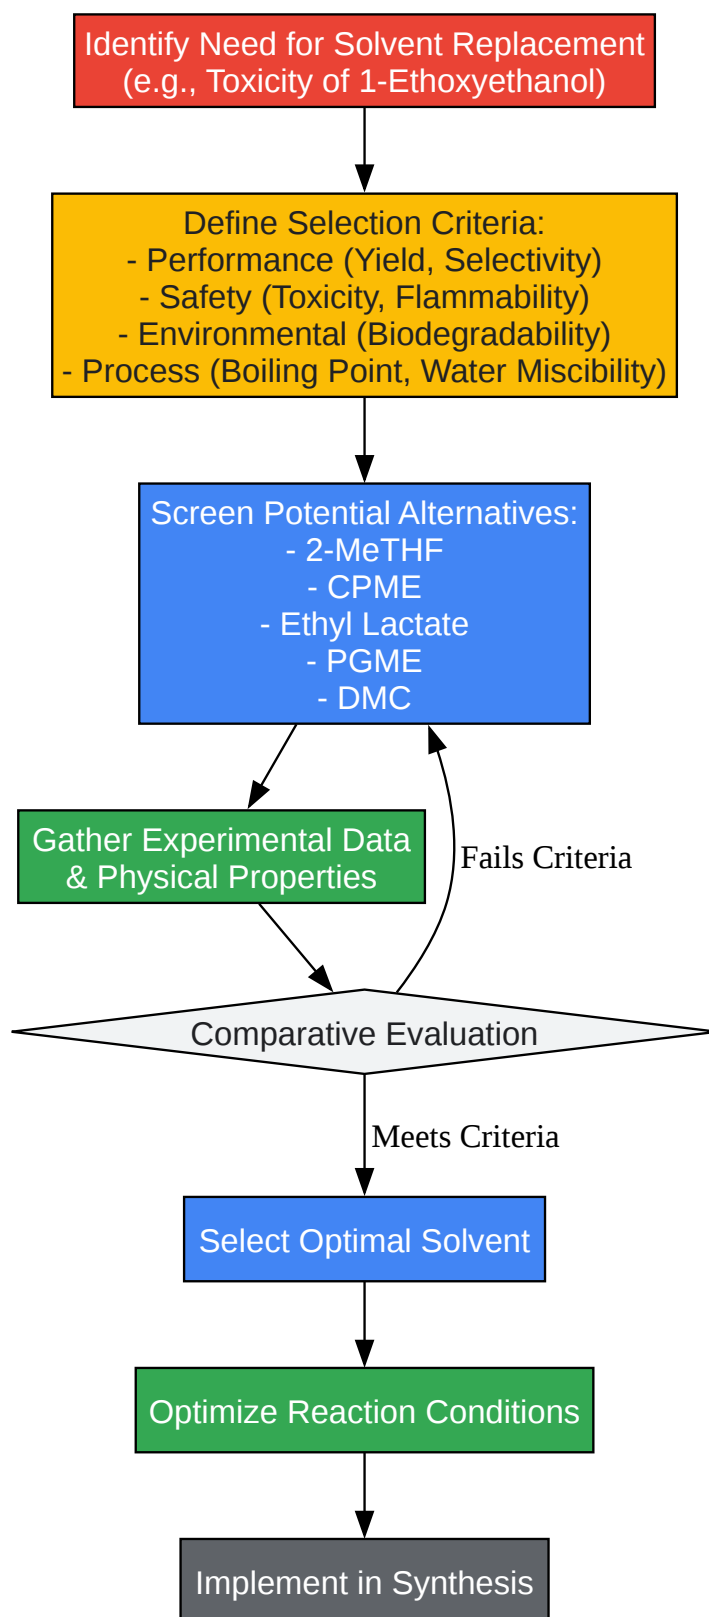 Identify Need for Solvent Replacement
(e.g., Toxicity of 1-Ethoxyethanol)
Define Selection Criteria:
- Performance (Yield, Selectivity)
- Safety (Toxicity, Flammability)
- Environmental (Biodegradability)
- Process (Boiling Point, Water Miscibility)
Screen Potential Alternatives:
- 2-MeTHF
- CPME
- Ethyl Lactate
- PGME
- DMC
Gather Experimental Data
& Physical Properties
Fails Criteria
Comparative Evaluation
Meets Criteria
Select Optimal Solvent
Optimize Reaction Conditions
Implement in Synthesis